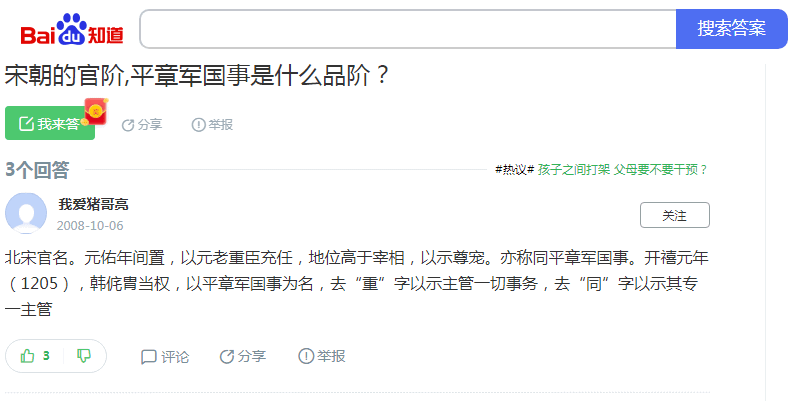 Bai du 知道
搜索答案
宋朝的官阶,平章军国事是什么品阶？
我来答
分享
举报
3个回答
#热议# 孩子之间打架 父母要不要干预？
我爱猪哥亮
2008-10-06
关注
北宋官名。元佑年间置，以元老重臣充任，地位高于宰相，以示尊宠。亦称同平章军国事。开禧元年
（1205），韩侂胄当权，以平章军国事为名，去“重”字以示主管一切事务，去“同”字以示其专
一主管
3
评论
分享
举报